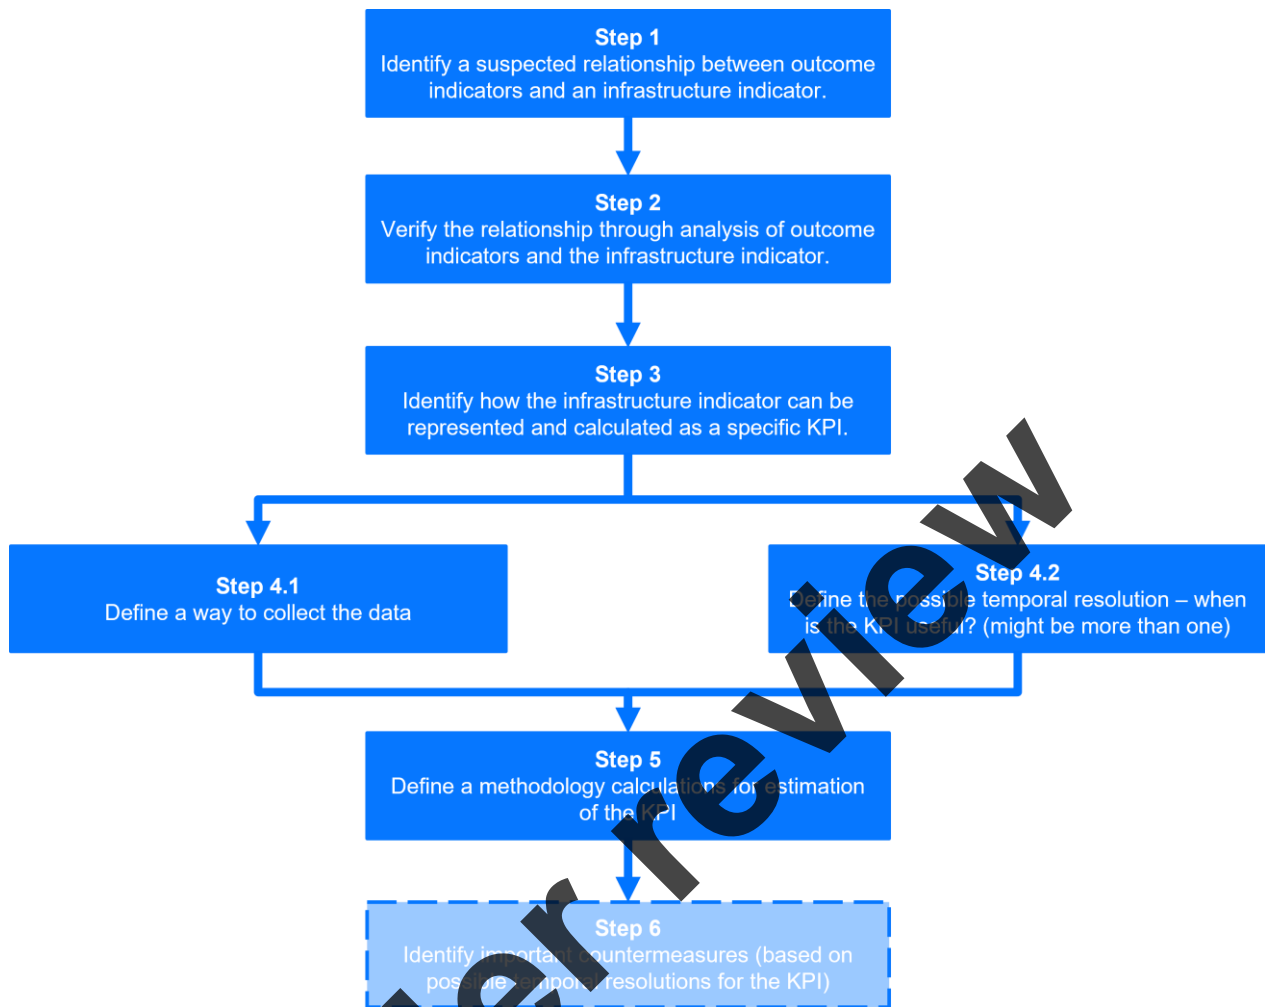 Step 1
Identify a suspected relationship between outcome
indicators and an infrastructure indicator.
Step 2
Verify the relationship through analysis of outcome
indicators and the infrastructure indicator.
Step 3
Identify how the infrastructure indicator can be
represented and calculated as a specific KPI.
Step 4.1
Define a way to collect the data
Step 4.2
Define the possible temporal resolution – when
is the KPI useful? (might be more than one)
Step 5
Define a methodology calculations for estimation
of the KPI
Step 6
Identify important countermeasures (based on
possible temporal resolutions for the KPI)
er review